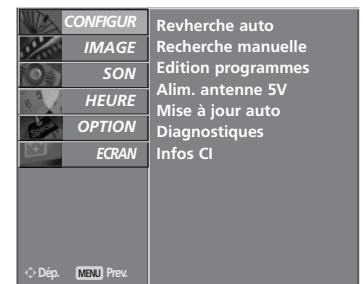 CONFIGUR
IMAGE
SON
HEURE
OPTION
ECRAN
Revherche auto
Recherche manuelle
Edition programmes
Alim. antenne 5V
Mise à jour auto
Diagnostiques
Infos CI
Dép. MENU Prev.